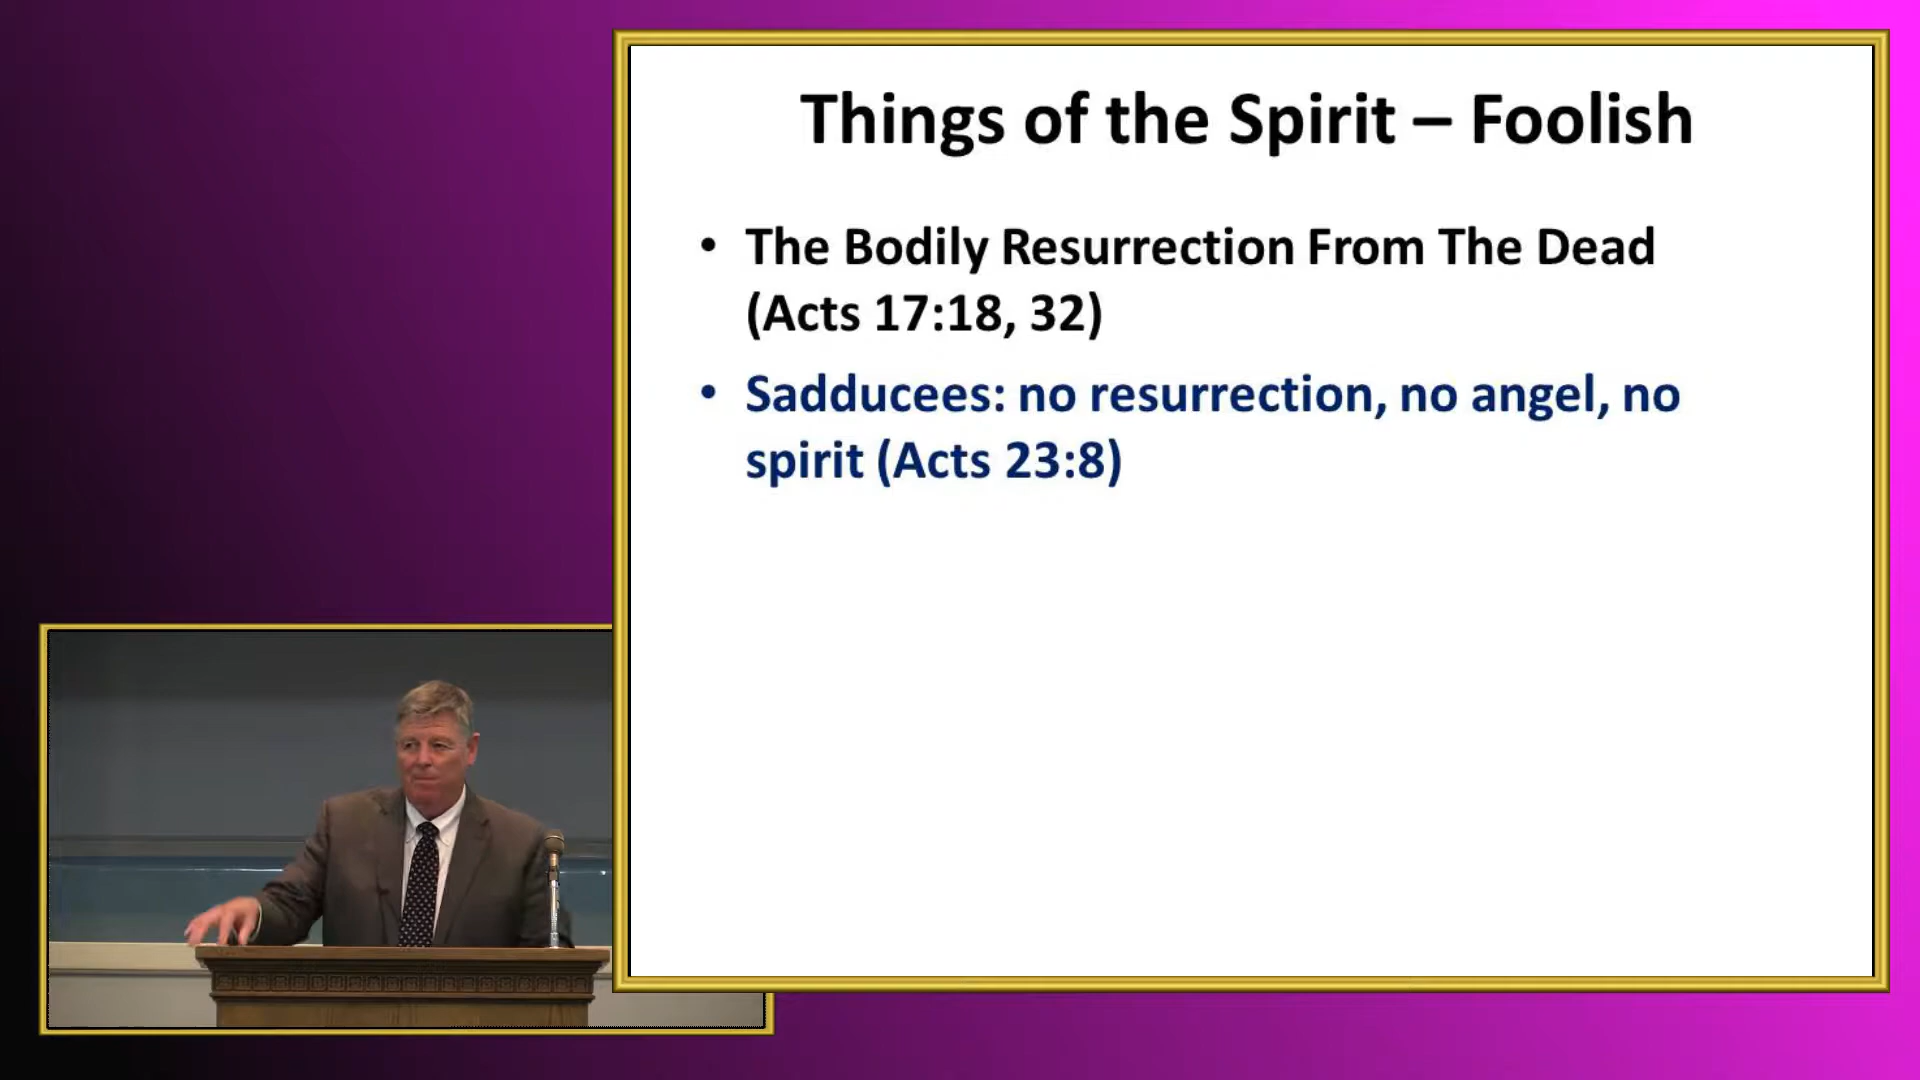 Things of the Spirit – Foolish
• The Bodily Resurrection From The Dead
(Acts 17:18, 32)
• Sadducees: no resurrection, no angel, no
spirit (Acts 23:8)